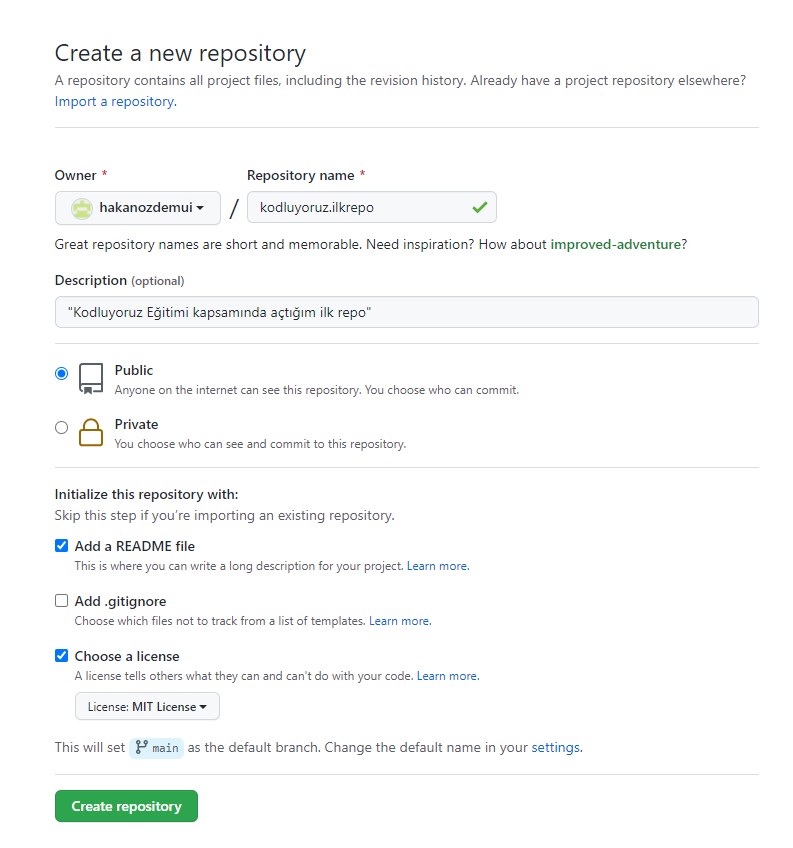 Create a new repository
A repository contains all project files, including the revision history. Already have a project repository elsewhere?
Import a repository.
Owner * Repository name *
hakanozdemui / kodluyoruz.ilkrepo
Great repository names are short and memorable. Need inspiration? How about improved-adventure?
Description (optional)
"Kodluyoruz Eğitimi kapsamında açtığım ilk repo"
Public
Anyone on the internet can see this repository. You choose who can commit.
Private
You choose who can see and commit to this repository.
Initialize this repository with:
Skip this step if you're importing an existing repository.
Add a README file
This is where you can write a long description for your project. Learn more.
Add .gitignore
Choose which files not to track from a list of templates. Learn more.
Choose a license
A license tells others what they can and can't do with your code. Learn more.
License: MIT License
This will set main as the default branch. Change the default name in your settings.
Create repository